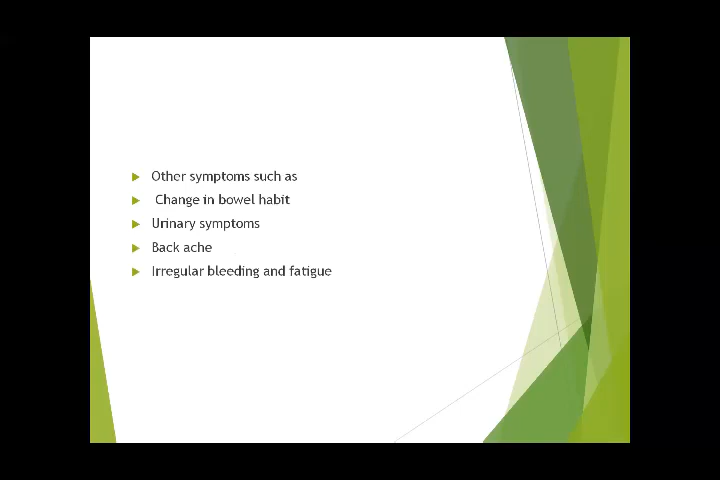 Other symptoms such as
Change in bowel habit
Urinary symptoms
Back ache
Irregular bleeding and fatigue